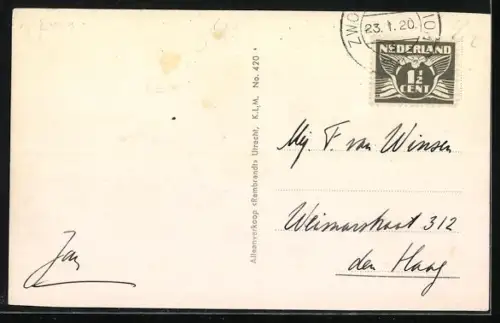 ZWO
23.1.20.
NEDERLAND
1½
CENT
Alleenverkoop «Rembrandt» Utrecht, K.I.M. No. 420 *
Mej. F. van Winsen
Weimarstraat 312
den Haag
Jan